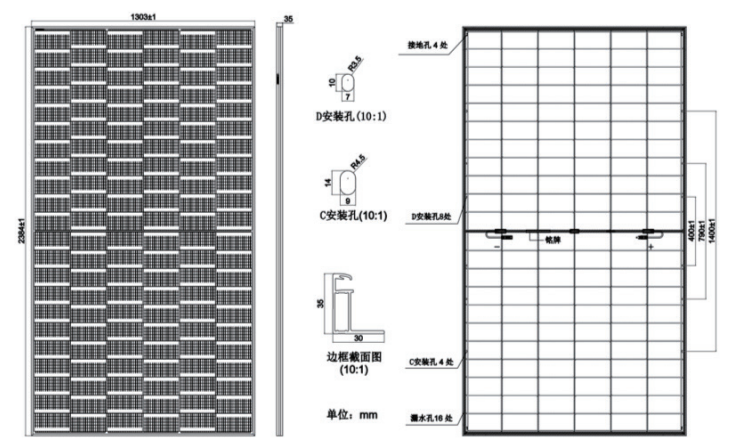 1303±1
35
2384±1
R3.5
10
7
D安装孔(10:1)
R4.5
14
9
C安装孔(10:1)
35
30
边框截面图
(10:1)
单位：mm
接地孔 4 处
D安装孔8处
铭牌
－
＋
C安装孔 4 处
漏水孔16 处
400±1
790±1
1400±1